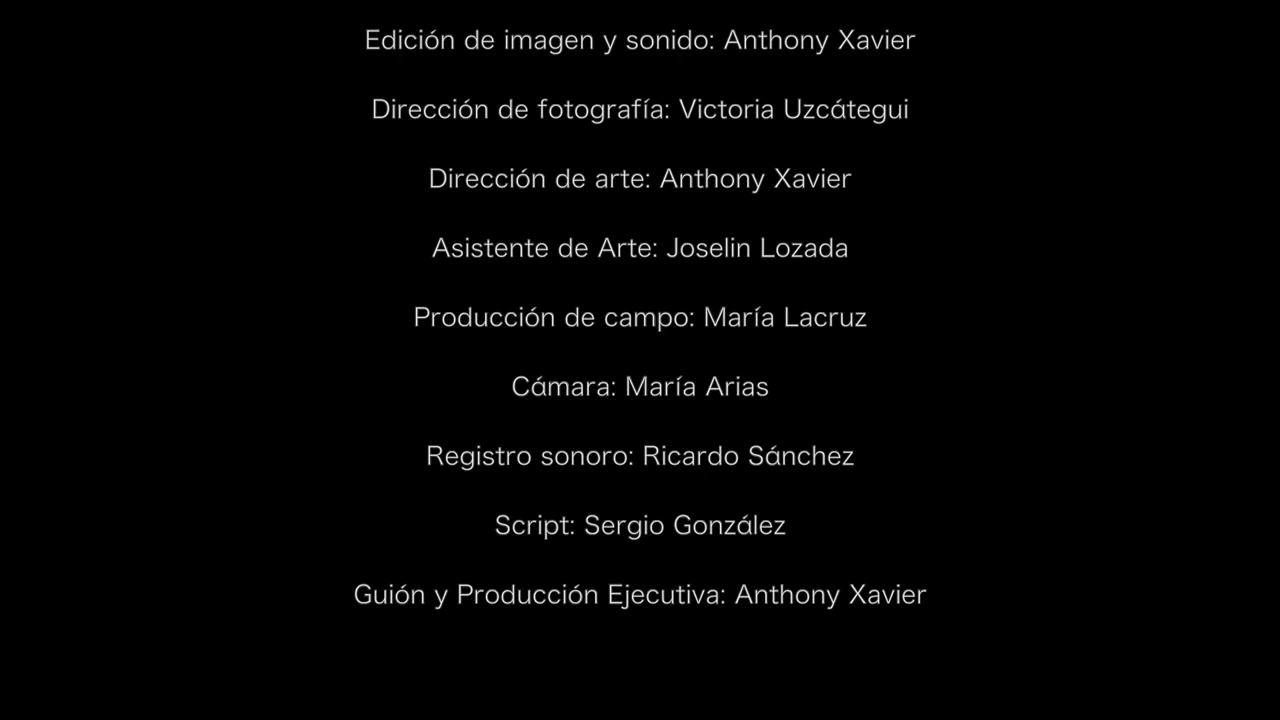 Edición de imagen y sonido: Anthony Xavier
Dirección de fotografía: Victoria Uzcátegui
Dirección de arte: Anthony Xavier
Asistente de Arte: Joselin Lozada
Producción de campo: María Lacruz
Cámara: María Arias
Registro sonoro: Ricardo Sánchez
Script: Sergio González
Guión y Producción Ejecutiva: Anthony Xavier